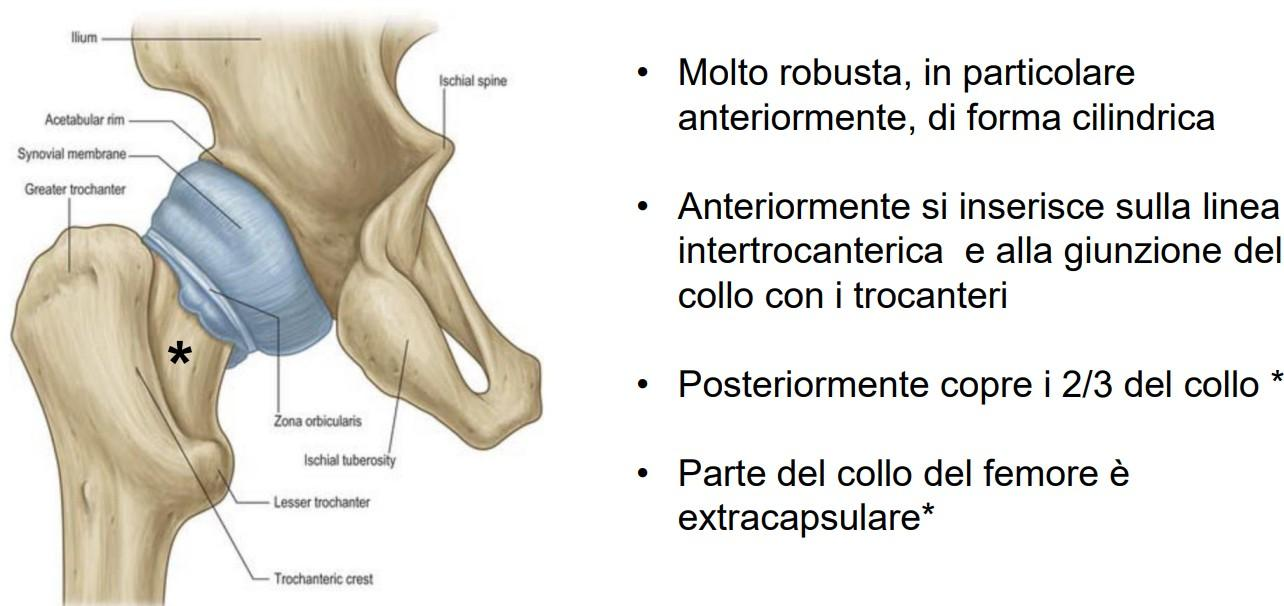 Ilium
Ischial spine
Acetabular rim
Synovial membrane
Greater trochanter
*
Zona orbicularis
Ischial tuberosity
Lesser trochanter
Trochanteric crest
• Molto robusta, in particolare
anteriormente, di forma cilindrica
• Anteriormente si inserisce sulla linea
intertrocanterica e alla giunzione del
collo con i trocanteri
• Posteriormente copre i 2/3 del collo *
• Parte del collo del femore è
extracapsulare*